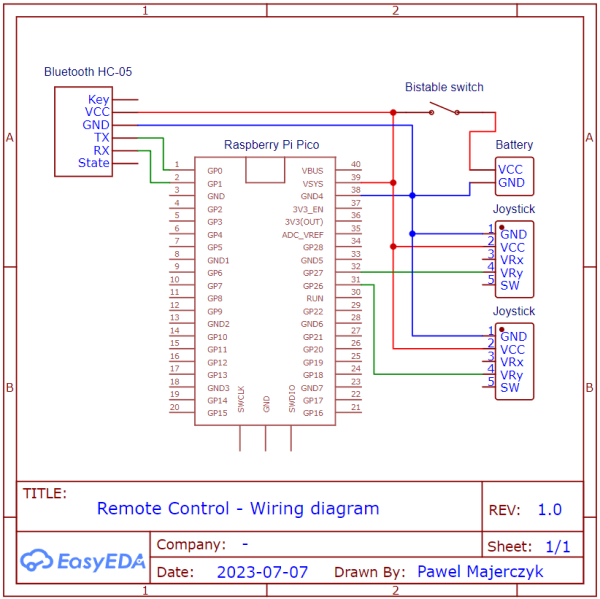 1 2
Bluetooth HC-05
Key
VCC
GND
TX
RX
State
Bistable switch
Battery
VCC
GND
A A
Raspberry Pi Pico
1 GP0 VBUS 40
2 GP1 VSYS 39
3 GND GND4 38
4 GP2 3V3_EN 37
5 GP3 3V3(OUT) 36
6 GP4 ADC_VREF 35
7 GP5 GP28 34
8 GND1 GND5 33
9 GP6 GP27 32
10 GP7 GP26 31
11 GP8 RUN 30
12 GP9 GP22 29
13 GND2 GND6 28
14 GP10 GP21 27
15 GP11 GP20 26
16 GP12 GP19 25
17 GP13 GP18 24
18 GND3 GND7 23
19 GP14 GP17 22
20 GP15 GP16 21
SWCLK
GND
SWDIO
Joystick
1 GND
2 VCC
3 VRx
4 VRy
5 SW
Joystick
1 GND
2 VCC
3 VRx
4 VRy
5 SW
B B
TITLE:
Remote Control - Wiring diagram
REV: 1.0
EasyEDA
Company: -
Sheet: 1/1
Date: 2023-07-07 Drawn By: Pawel Majerczyk
1 2